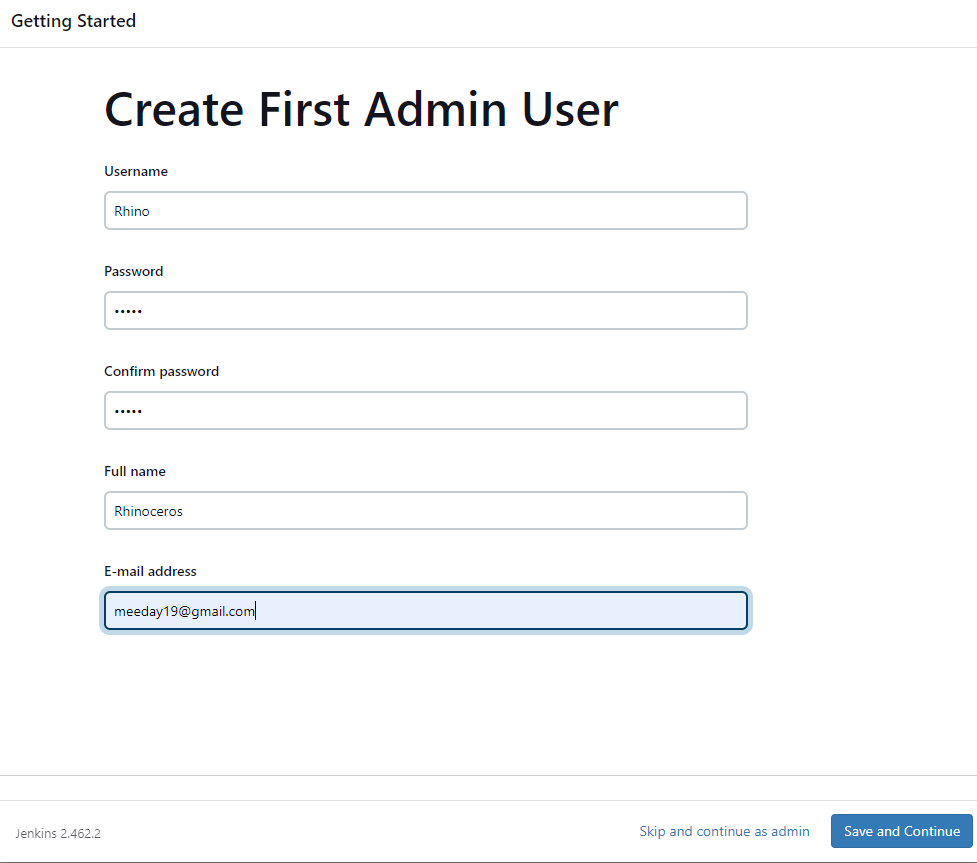 Getting Started
Create First Admin User
Username
Rhino
Password
•••••
Confirm password
•••••
Full name
Rhinoceros
E-mail address
meeday19@gmail.com
Jenkins 2.462.2
Skip and continue as admin
Save and Continue